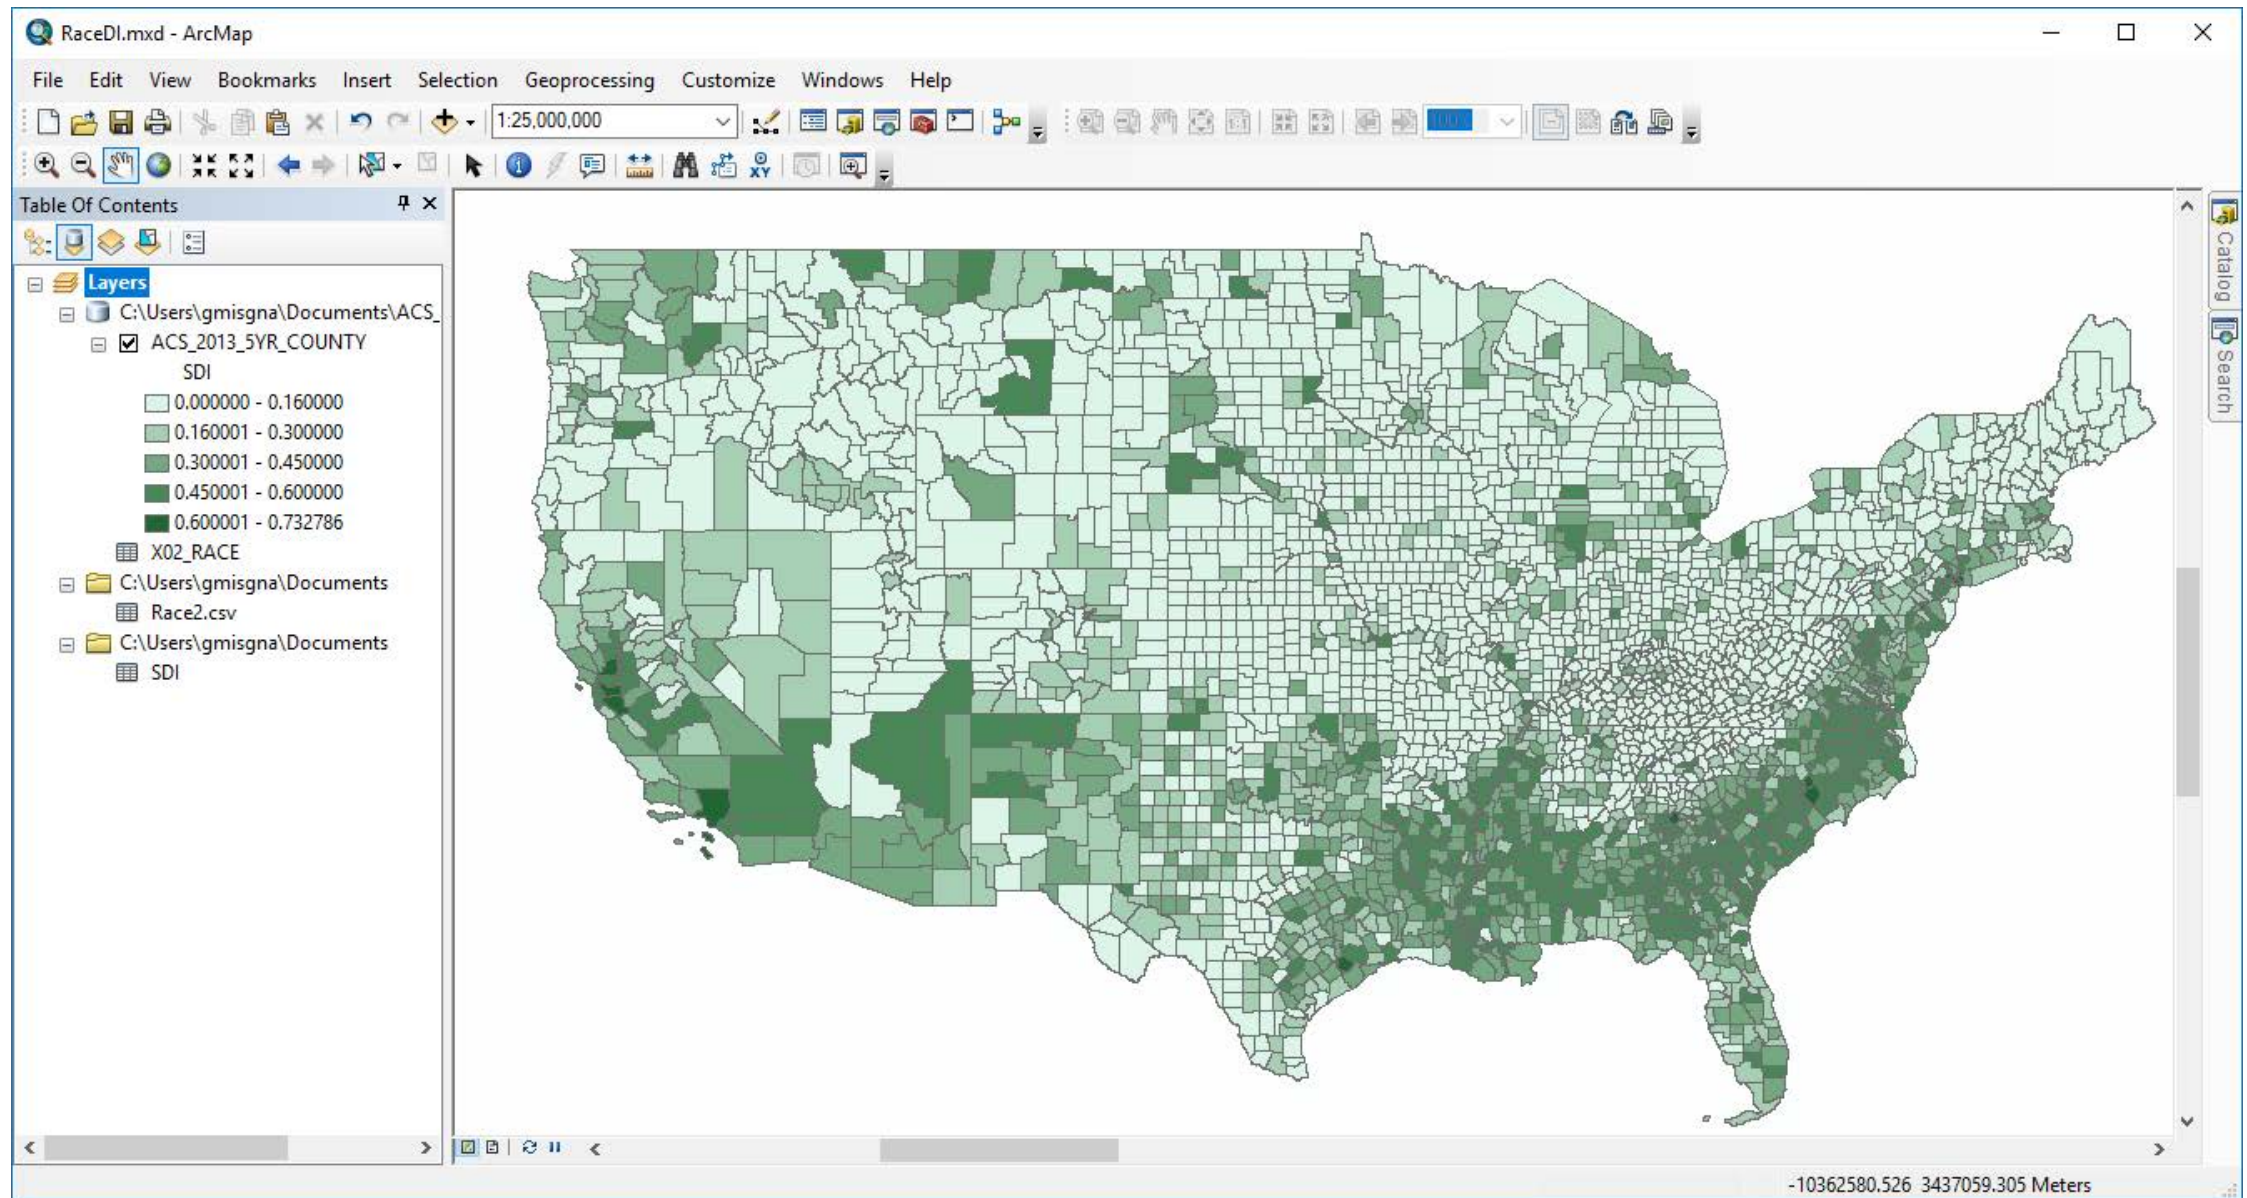 RaceDI.mxd - ArcMap
File Edit View Bookmarks Insert Selection Geoprocessing Customize Windows Help
1:25,000,000
100%
XY
Table Of Contents
Layers
C:\Users\gmisgna\Documents\ACS_
ACS_2013_5YR_COUNTY
SDI
0.000000 - 0.160000
0.160001 - 0.300000
0.300001 - 0.450000
0.450001 - 0.600000
0.600001 - 0.732786
X02_RACE
C:\Users\gmisgna\Documents
Race2.csv
C:\Users\gmisgna\Documents
SDI
Catalog
Search
-10362580.526 3437059.305 Meters